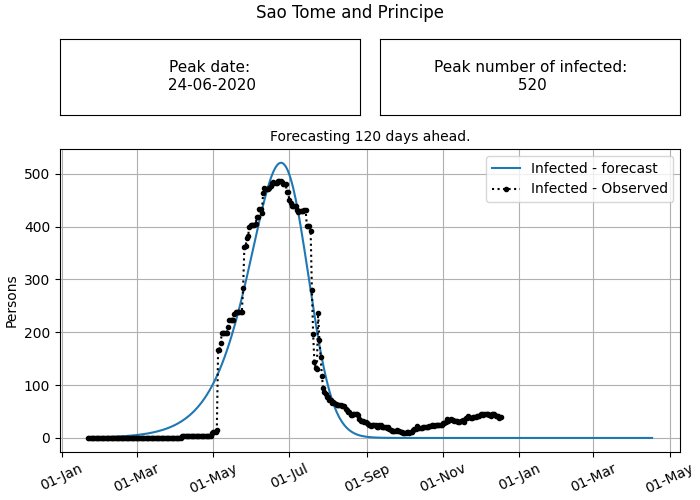 Sao Tome and Principe
Peak date:
24-06-2020
Peak number of infected:
520
Forecasting 120 days ahead.
Infected - forecast
Infected - Observed
Persons
500
400
300
200
100
0
01-Jan
01-Mar
01-May
01-Jul
01-Sep
01-Nov
01-Jan
01-Mar
01-May